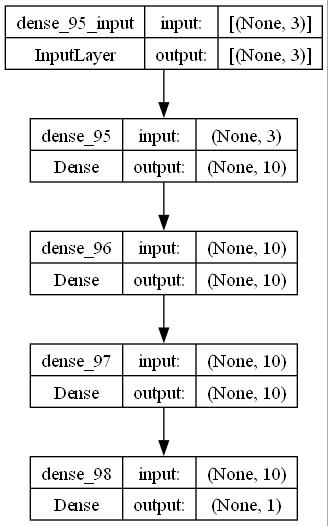 dense_95_input input: [(None, 3)]
InputLayer output: [(None, 3)]
dense_95 input: (None, 3)
Dense output: (None, 10)
dense_96 input: (None, 10)
Dense output: (None, 10)
dense_97 input: (None, 10)
Dense output: (None, 10)
dense_98 input: (None, 10)
Dense output: (None, 1)